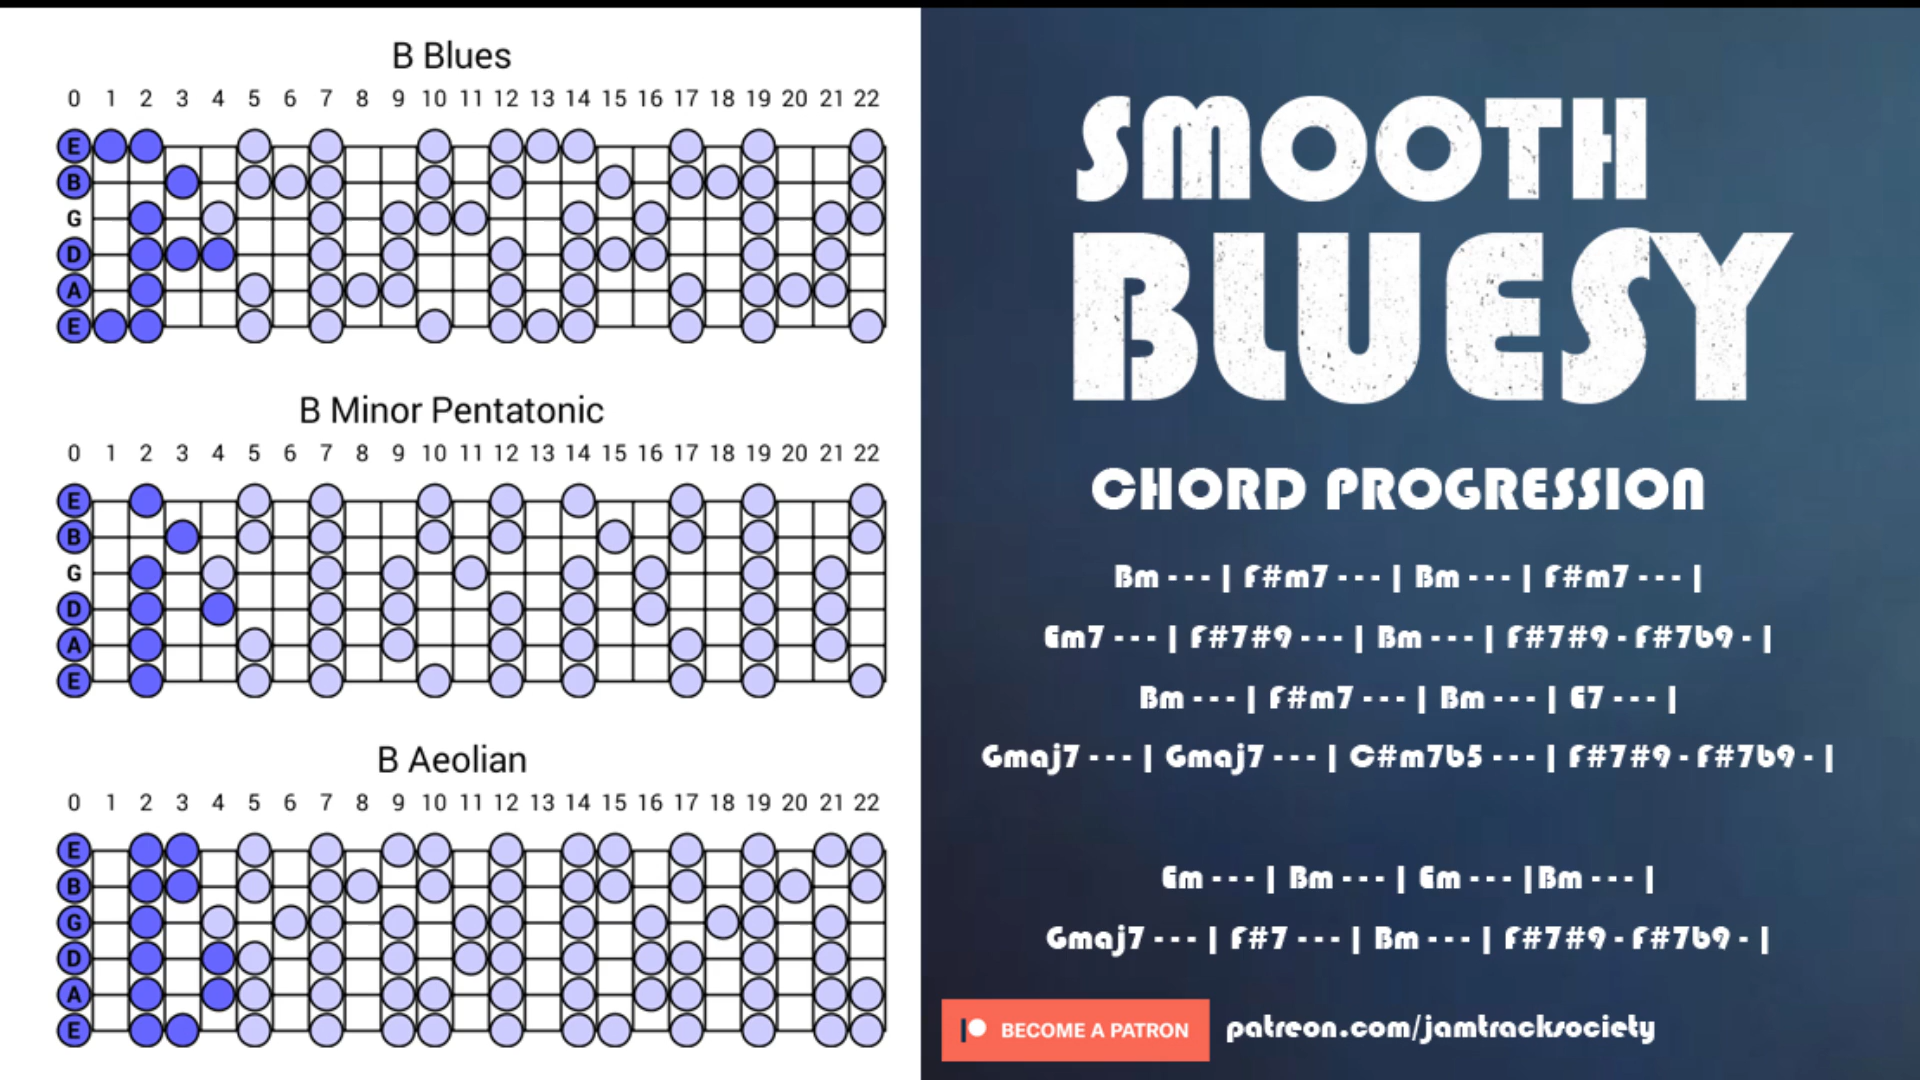 B Blues
0 1 2 3 4 5 6 7 8 9 10 11 12 13 14 15 16 17 18 19 20 21 22
E
B
G
D
A
E
B Minor Pentatonic
0 1 2 3 4 5 6 7 8 9 10 11 12 13 14 15 16 17 18 19 20 21 22
E
B
G
D
A
E
B Aeolian
0 1 2 3 4 5 6 7 8 9 10 11 12 13 14 15 16 17 18 19 20 21 22
E
B
G
D
A
E
SMOOTH
BLUESY
CHORD PROGRESSION
Bm - - - | F#m7 - - - | Bm - - - | F#m7 - - - |
Em7 - - - | F#7#9 - - - | Bm - - - | F#7#9 - F#7b9 - |
Bm - - - | F#m7 - - - | Bm - - - | E7 - - - |
Gmaj7 - - - | Gmaj7 - - - | C#m7b5 - - - | F#7#9 - F#7b9 - |
Em - - - | Bm - - - | Em - - - |Bm - - - |
Gmaj7 - - - | F#7 - - - | Bm - - - | F#7#9 - F#7b9 - |
BECOME A PATRON
patreon.com/jamtracksociety